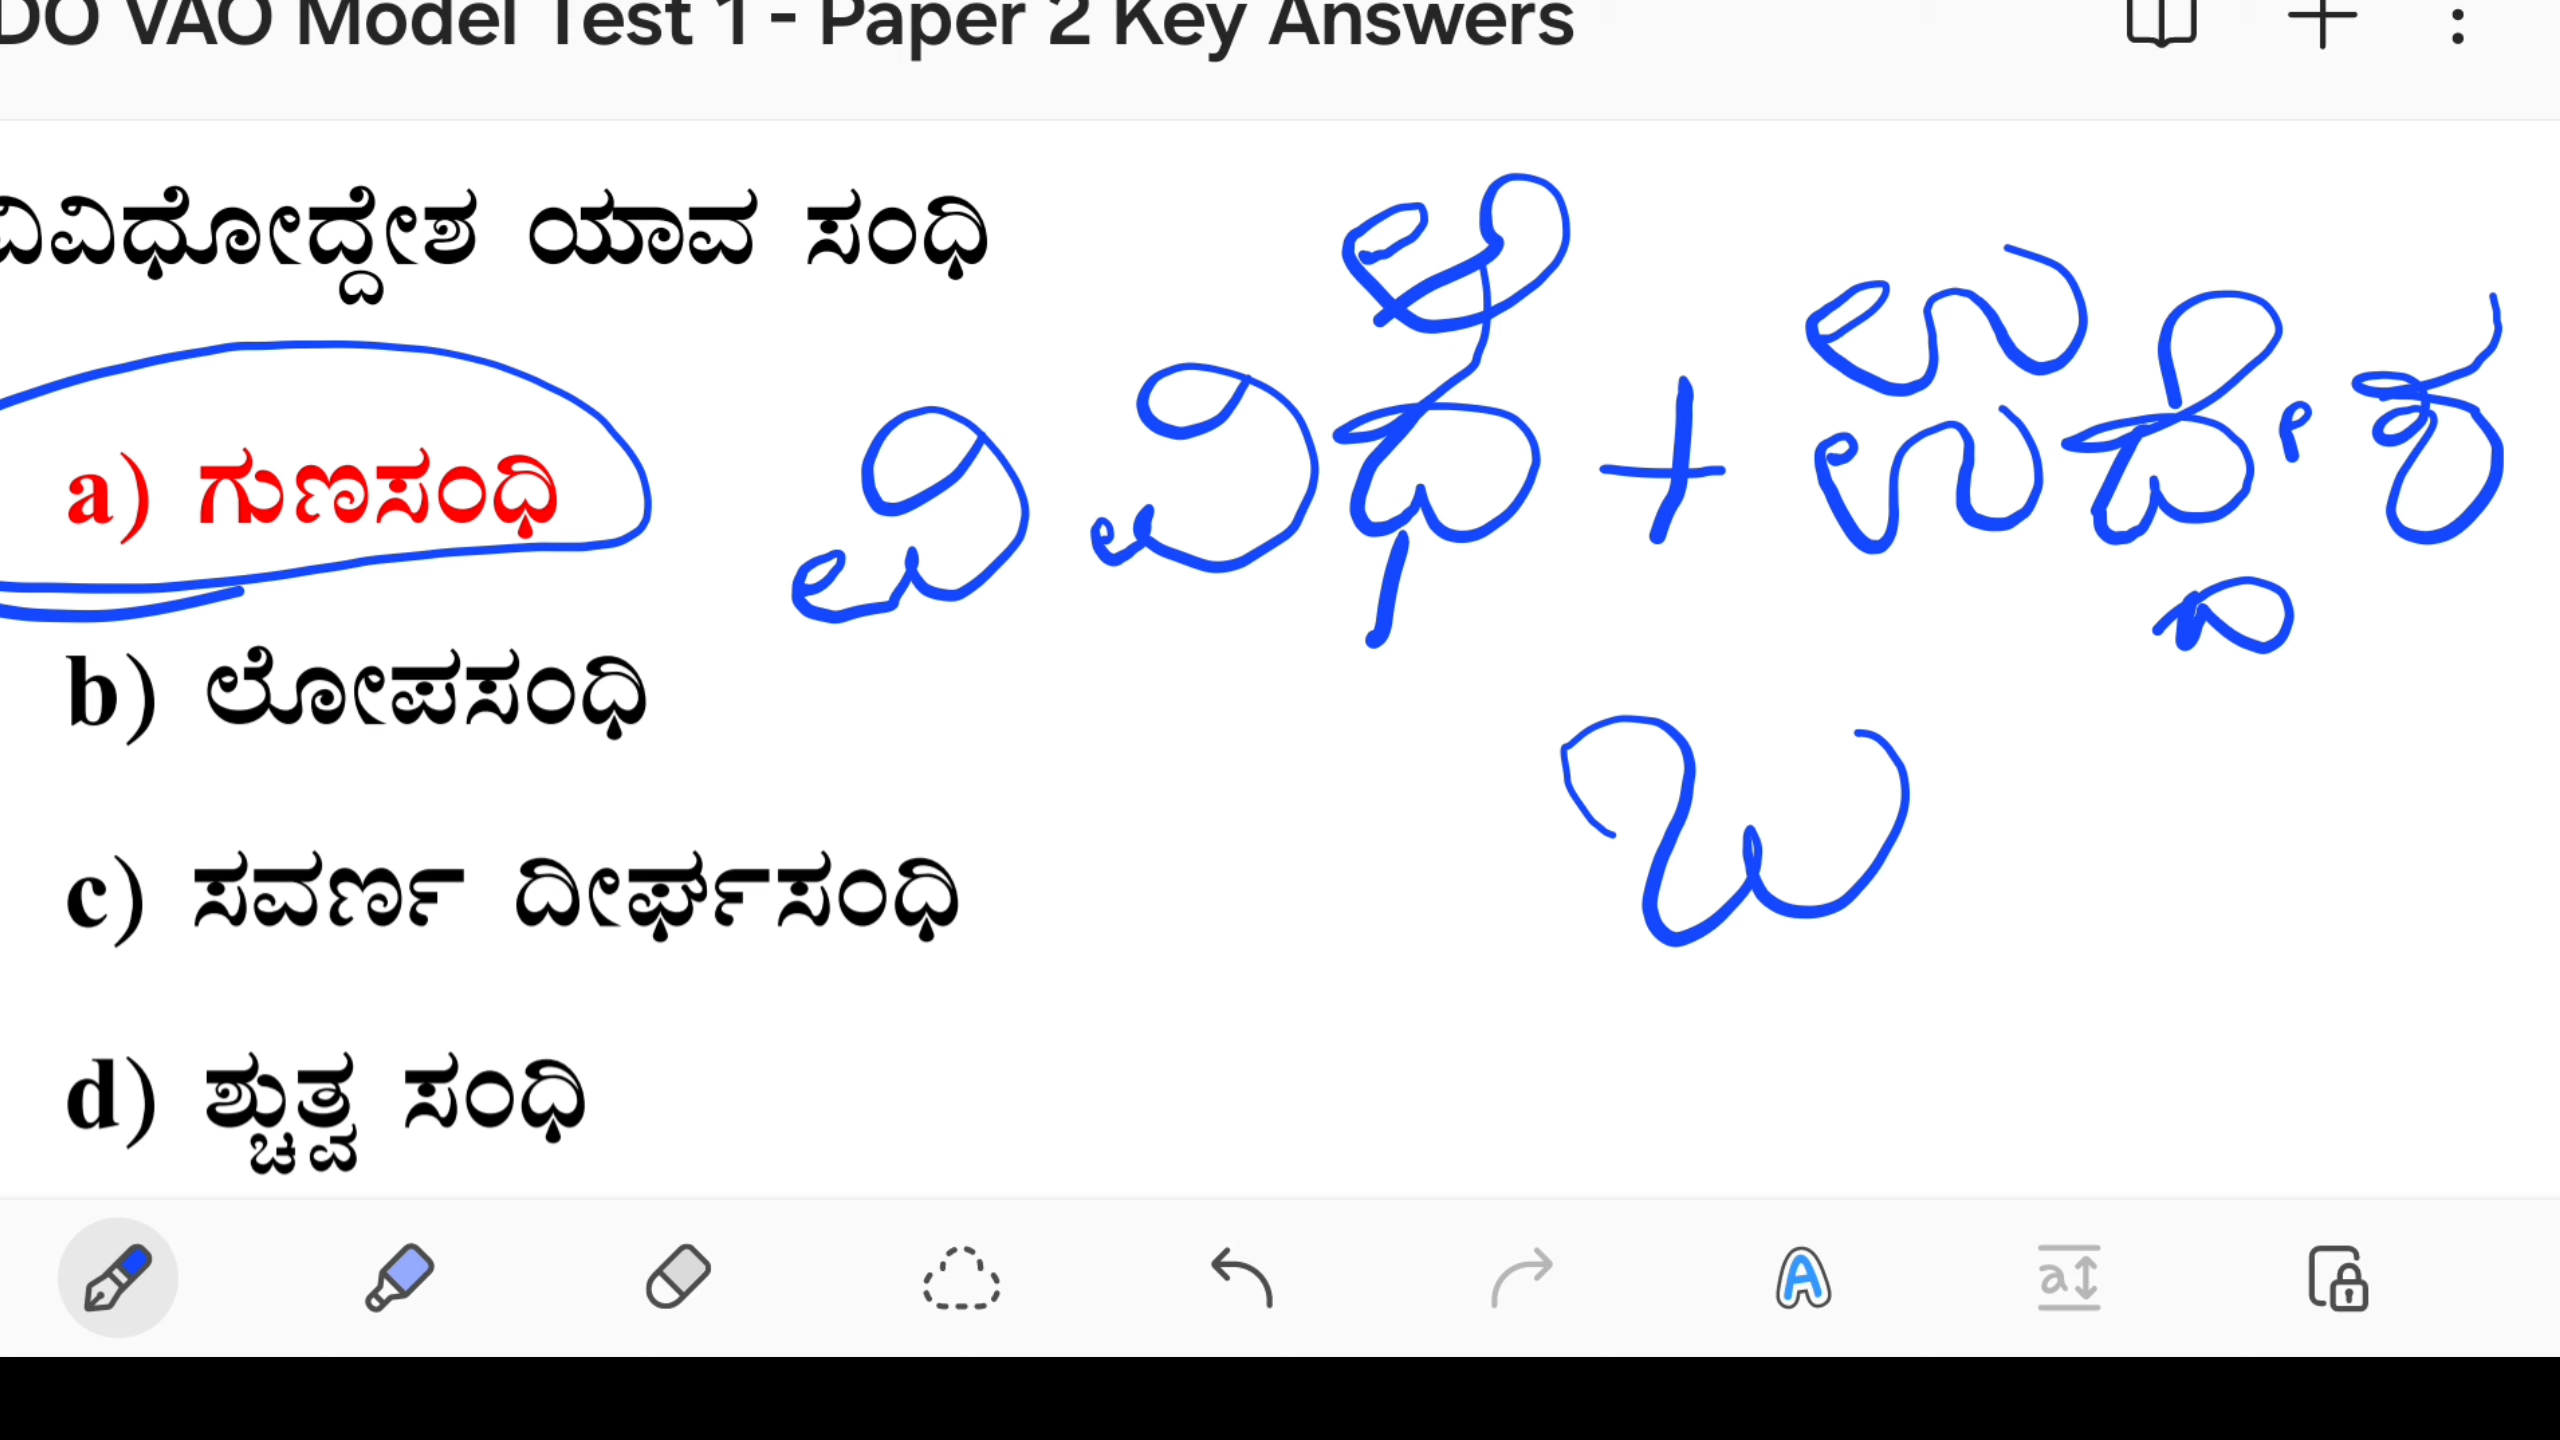 DO VAO Model Test 1 - Paper 2 Key Answers
ವಿವಿಧೋದ್ದೇಶ ಯಾವ ಸಂಧಿ
a) ಗುಣಸಂಧಿ
b) ಲೋಪಸಂಧಿ
c) ಸವರ್ಣ ದೀರ್ಘಸಂಧಿ
d) ಶ್ಚುತ್ವ ಸಂಧಿ
ಅ ಉ
ವಿವಿಧ + ಉದ್ದೇಶ
ಒ